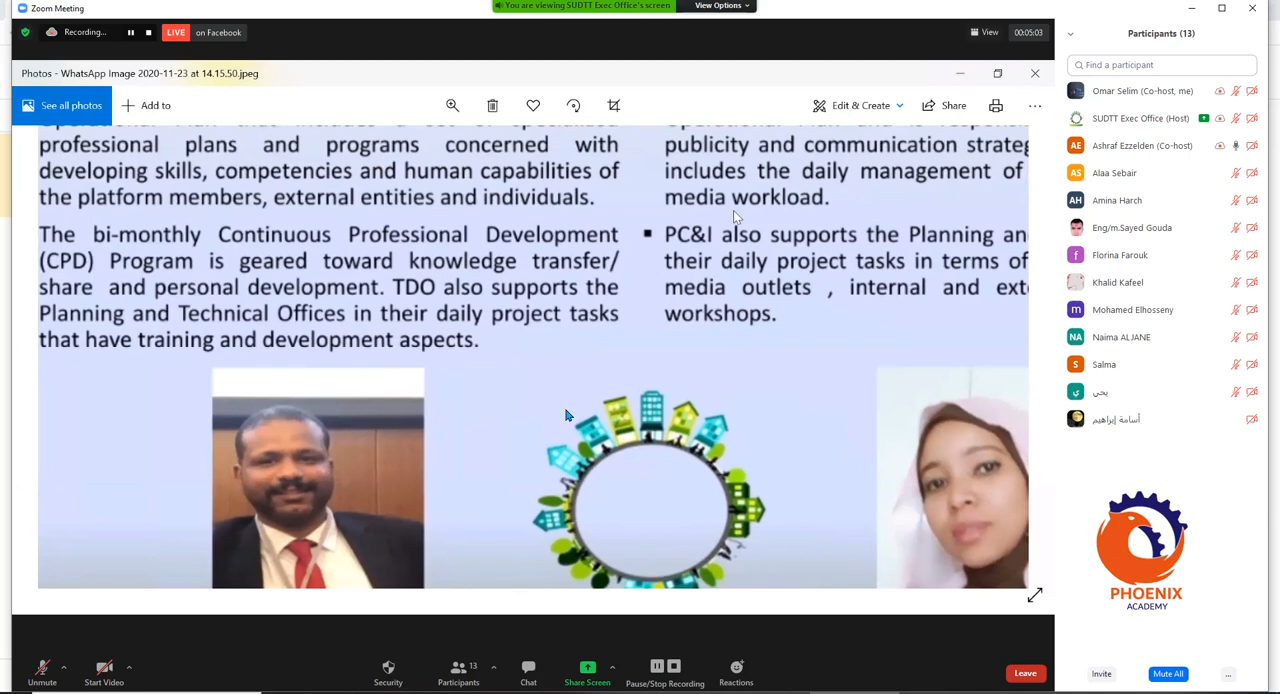 Zoom Meeting
You are viewing SUDTT Exec Office's screen
View Options
Recording...
LIVE
on Facebook
View
00:05:03
Photos - WhatsApp Image 2020-11-23 at 14.15.50.jpeg
See all photos
Add to
Edit & Create
Share
professional plans and programs concerned with
developing skills, competencies and human capabilities of
the platform members, external entities and individuals.
The bi-monthly Continuous Professional Development
(CPD) Program is geared toward knowledge transfer/
share and personal development. TDO also supports the
Planning and Technical Offices in their daily project tasks
that have training and development aspects.
publicity and communication strateg
includes the daily management of
media workload.
▪ PC&I also supports the Planning an
their daily project tasks in terms of
media outlets , internal and ext
workshops.
Participants (13)
Find a participant
Omar Selim (Co-host, me)
SUDTT Exec Office (Host)
AE Ashraf Ezzelden (Co-host)
AS Alaa Sebair
AH Amina Harch
Eng/m.Sayed Gouda
f Florina Farouk
Khalid Kafeel
m Mohamed Elhosseny
NA Naima ALJANE
S Salma
ي يحي
أسامة إبراهيم
PHOENIX
ACADEMY
Unmute
Start Video
Security
13
Participants
Chat
Share Screen
Pause/Stop Recording
Reactions
Leave
Invite
Mute All
...